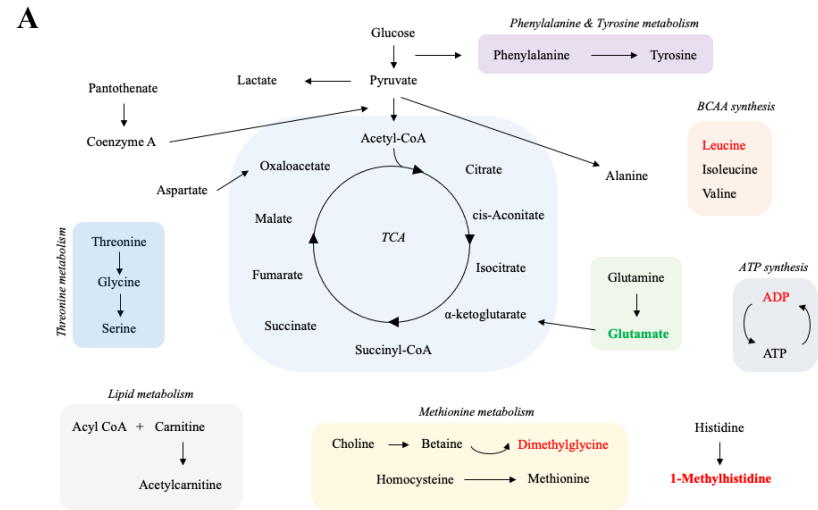 A
Phenylalanine & Tyrosine metabolism
Glucose
Phenylalanine
Tyrosine
Lactate
Pyruvate
Pantothenate
Coenzyme A
BCAA synthesis
Leucine
Isoleucine
Valine
Acetyl-CoA
Oxaloacetate
Citrate
Alanine
Aspartate
Malate
cis-Aconitate
TCA
Threonine metabolism
Threonine
Glycine
Serine
Fumarate
Isocitrate
Succinate
α-ketoglutarate
Succinyl-CoA
Glutamine
Glutamate
ATP synthesis
ADP
ATP
Lipid metabolism
Acyl CoA + Carnitine
Acetylcarnitine
Methionine metabolism
Choline
Betaine
Dimethylglycine
Homocysteine
Methionine
Histidine
1-Methylhistidine